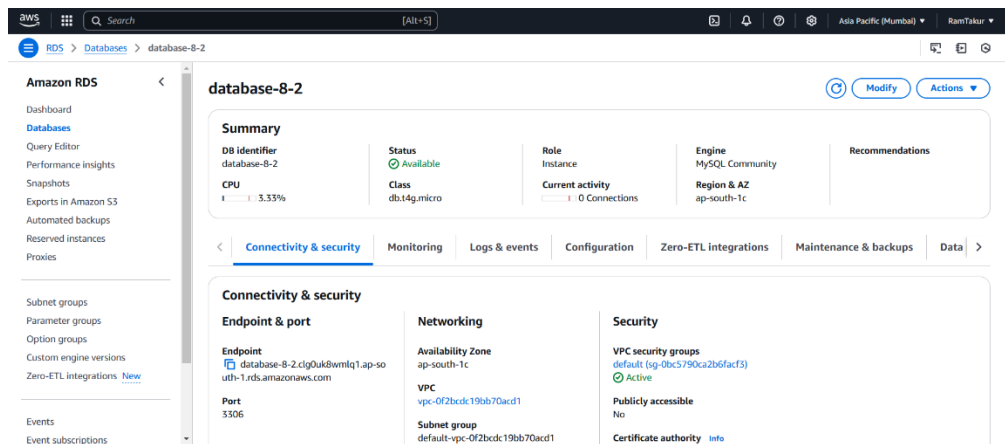 aws
Search
[Alt+S]
Asia Pacific (Mumbai)
RamTakur
RDS > Databases > database-8-2
Amazon RDS
Dashboard
Databases
Query Editor
Performance insights
Snapshots
Exports in Amazon S3
Automated backups
Reserved instances
Proxies
Subnet groups
Parameter groups
Option groups
Custom engine versions
Zero-ETL integrations New
Events
Event subscriptions
database-8-2
Modify
Actions
Summary
DB identifier
database-8-2
Status
Available
Role
Instance
Engine
MySQL Community
Recommendations
CPU
3.33%
Class
db.t4g.micro
Current activity
0 Connections
Region & AZ
ap-south-1c
Connectivity & security
Monitoring
Logs & events
Configuration
Zero-ETL integrations
Maintenance & backups
Data
Connectivity & security
Endpoint & port
Endpoint
database-8-2.clg0uk8wmlq1.ap-so
uth-1.rds.amazonaws.com
Port
3306
Networking
Availability Zone
ap-south-1c
VPC
vpc-0f2bcdc19bb70acd1
Subnet group
default-vpc-0f2bcdc19bb70acd1
Security
VPC security groups
default (sg-0bc5790ca2b6facf3)
Active
Publicly accessible
No
Certificate authority Info